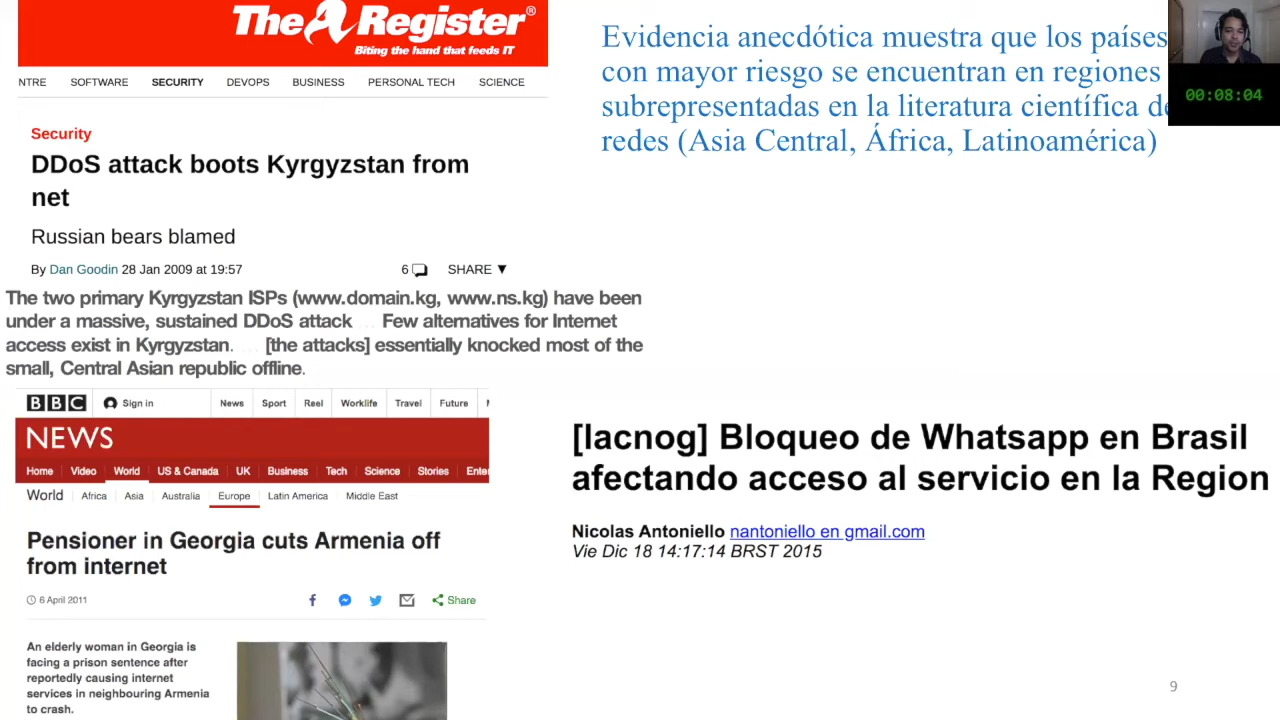 The Register®
Biting the hand that feeds IT
NTRE SOFTWARE SECURITY DEVOPS BUSINESS PERSONAL TECH SCIENCE
Security
DDoS attack boots Kyrgyzstan from
net
Russian bears blamed
By Dan Goodin 28 Jan 2009 at 19:57
6 SHARE ▼
The two primary Kyrgyzstan ISPs (www.domain.kg, www.ns.kg) have been
under a massive, sustained DDoS attack ... Few alternatives for Internet
access exist in Kyrgyzstan. ... [the attacks] essentially knocked most of the
small, Central Asian republic offline.
Evidencia anecdótica muestra que los países
con mayor riesgo se encuentran en regiones
subrepresentadas en la literatura científica de
redes (Asia Central, África, Latinoamérica)
00:08:04
BBC Sign in News Sport Reel Worklife Travel Future
NEWS
Home Video World US & Canada UK Business Tech Science Stories Enter
World Africa Asia Australia Europe Latin America Middle East
Pensioner in Georgia cuts Armenia off
from internet
6 April 2011
Share
An elderly woman in Georgia is
facing a prison sentence after
reportedly causing internet
services in neighbouring Armenia
to crash.
[lacnog] Bloqueo de Whatsapp en Brasil
afectando acceso al servicio en la Region
Nicolas Antoniello nantoniello en gmail.com
Vie Dic 18 14:17:14 BRST 2015
9